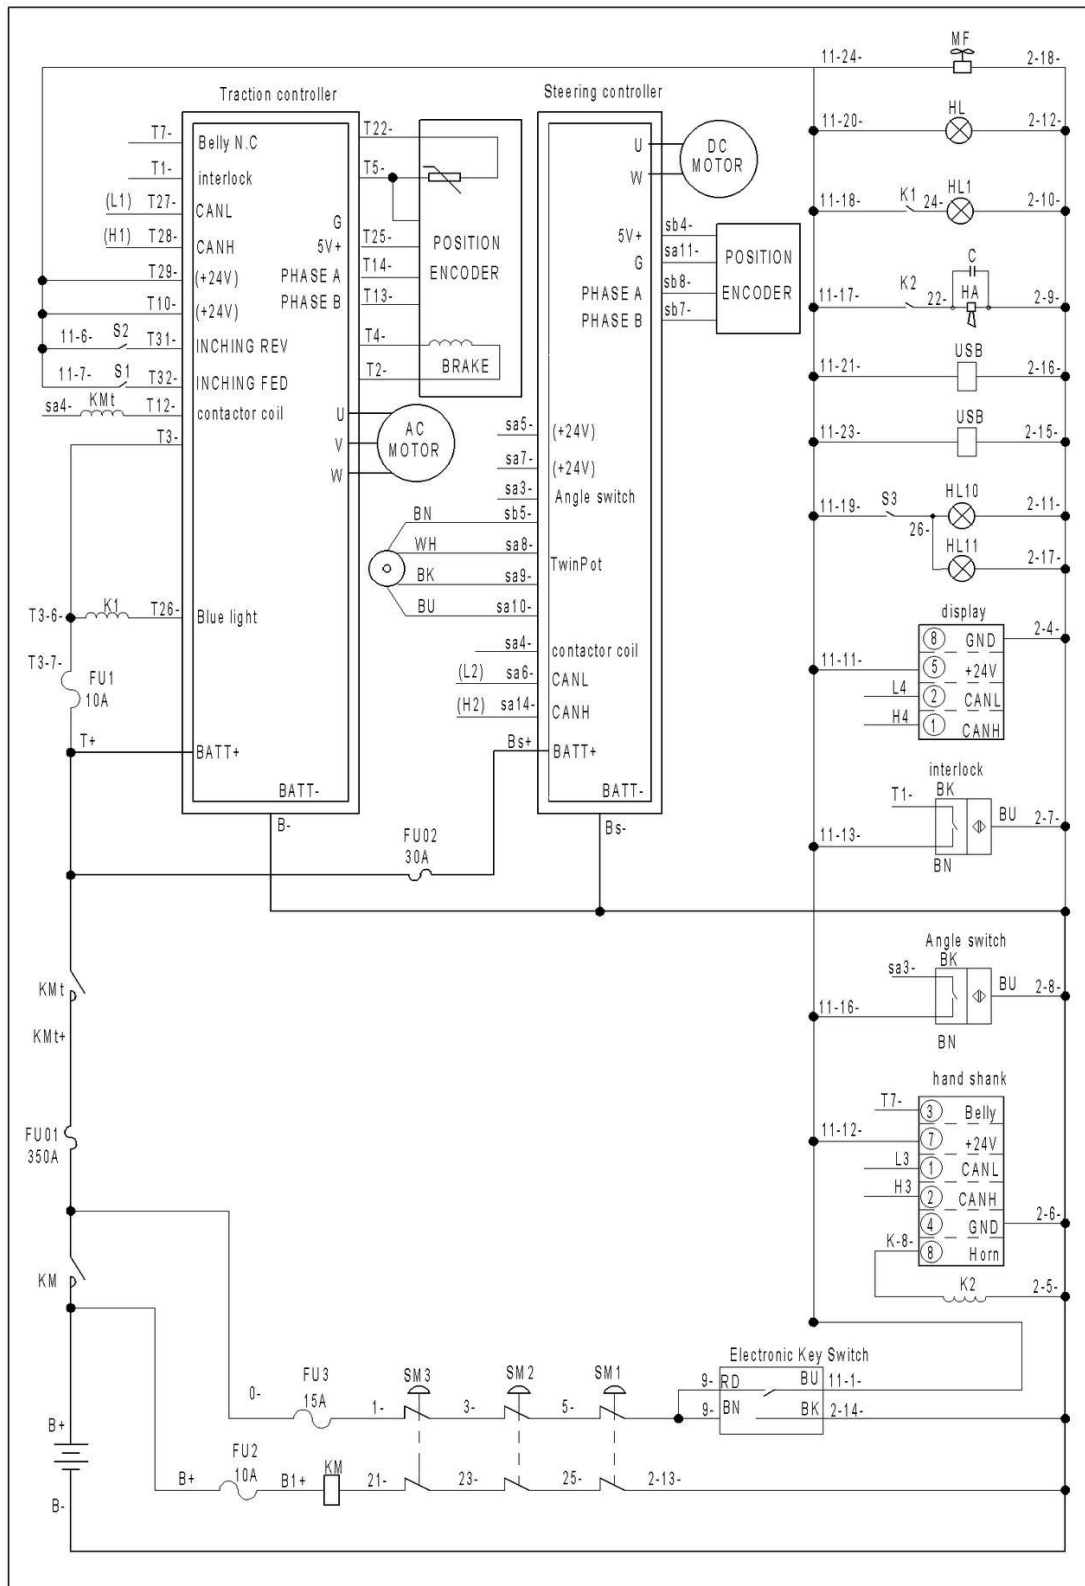 MF
11-24-
2-18-
Traction controller
Steering controller
T7-
Belly N.C
T22-
HL
11-20-
2-12-
U
DC
MOTOR
W
T1-
interlock
T5-
(L1) T27-
CANL
K1
HL1
11-18-
24-
2-10-
G
(H1) T28-
CANH
5V+
T25-
POSITION
ENCODER
5V+
sb4-
G
sa11-
POSITION
ENCODER
T29-
(+24V)
PHASE A
T14-
PHASE A
sb8-
C
HA
K2
11-17-
22-
2-9-
T10-
(+24V)
PHASE B
T13-
PHASE B
sb7-
11-6-
S2
T31-
INCHING REV
T4-
BRAKE
USB
11-21-
2-16-
11-7-
S1
T32-
INCHING FED
T2-
sa4-
KMt
T12-
contactor coil
U
AC
MOTOR
V
W
T3-
USB
11-23-
2-15-
sa5-
(+24V)
sa7-
(+24V)
sa3-
Angle switch
BN
sb5-
S3
HL10
11-19-
26-
2-11-
WH
sa8-
TwinPot
BK
sa9-
HL11
2-17-
BU
sa10-
T3-6-
K1
T26-
Blue light
display
8 GND
2-4-
sa4-
contactor coil
T3-7-
FU1
10A
(L2) sa6-
CANL
11-11-
5 +24V
L4
2 CANL
(H2) sa14-
CANH
H4
1 CANH
T+
BATT+
Bs+
BATT+
BATT-
BATT-
interlock
BK
T1-
BU
2-7-
11-13-
BN
B-
Bs-
FU02
30A
Angle switch
BK
sa3-
BU
2-8-
11-16-
BN
KMt
KMt+
hand shank
T7-
3 Belly
FU01
350A
11-12-
7 +24V
L3
1 CANL
H3
2 CANH
4 GND
2-6-
K-8-
8 Horn
KM
K2
2-5-
Electronic Key Switch
FU3
15A
SM3
SM2
SM1
0-
1-
3-
5-
9-
RD
BU
11-1-
9-
BN
BK
2-14-
B+
FU2
10A
B+
B1+
KM
21-
23-
25-
2-13-
B-